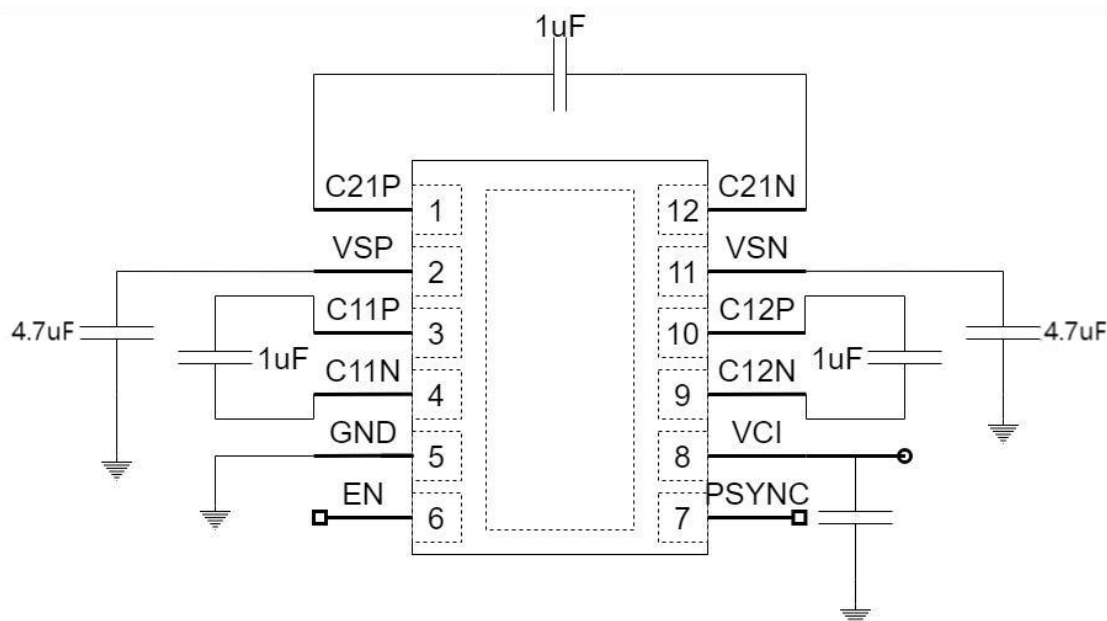 1uF
C21P
1
12
C21N
VSP
2
11
VSN
4.7uF
C11P
3
10
C12P
4.7uF
1uF
1uF
C11N
4
9
C12N
GND
5
8
VCI
EN
6
7
PSYNC